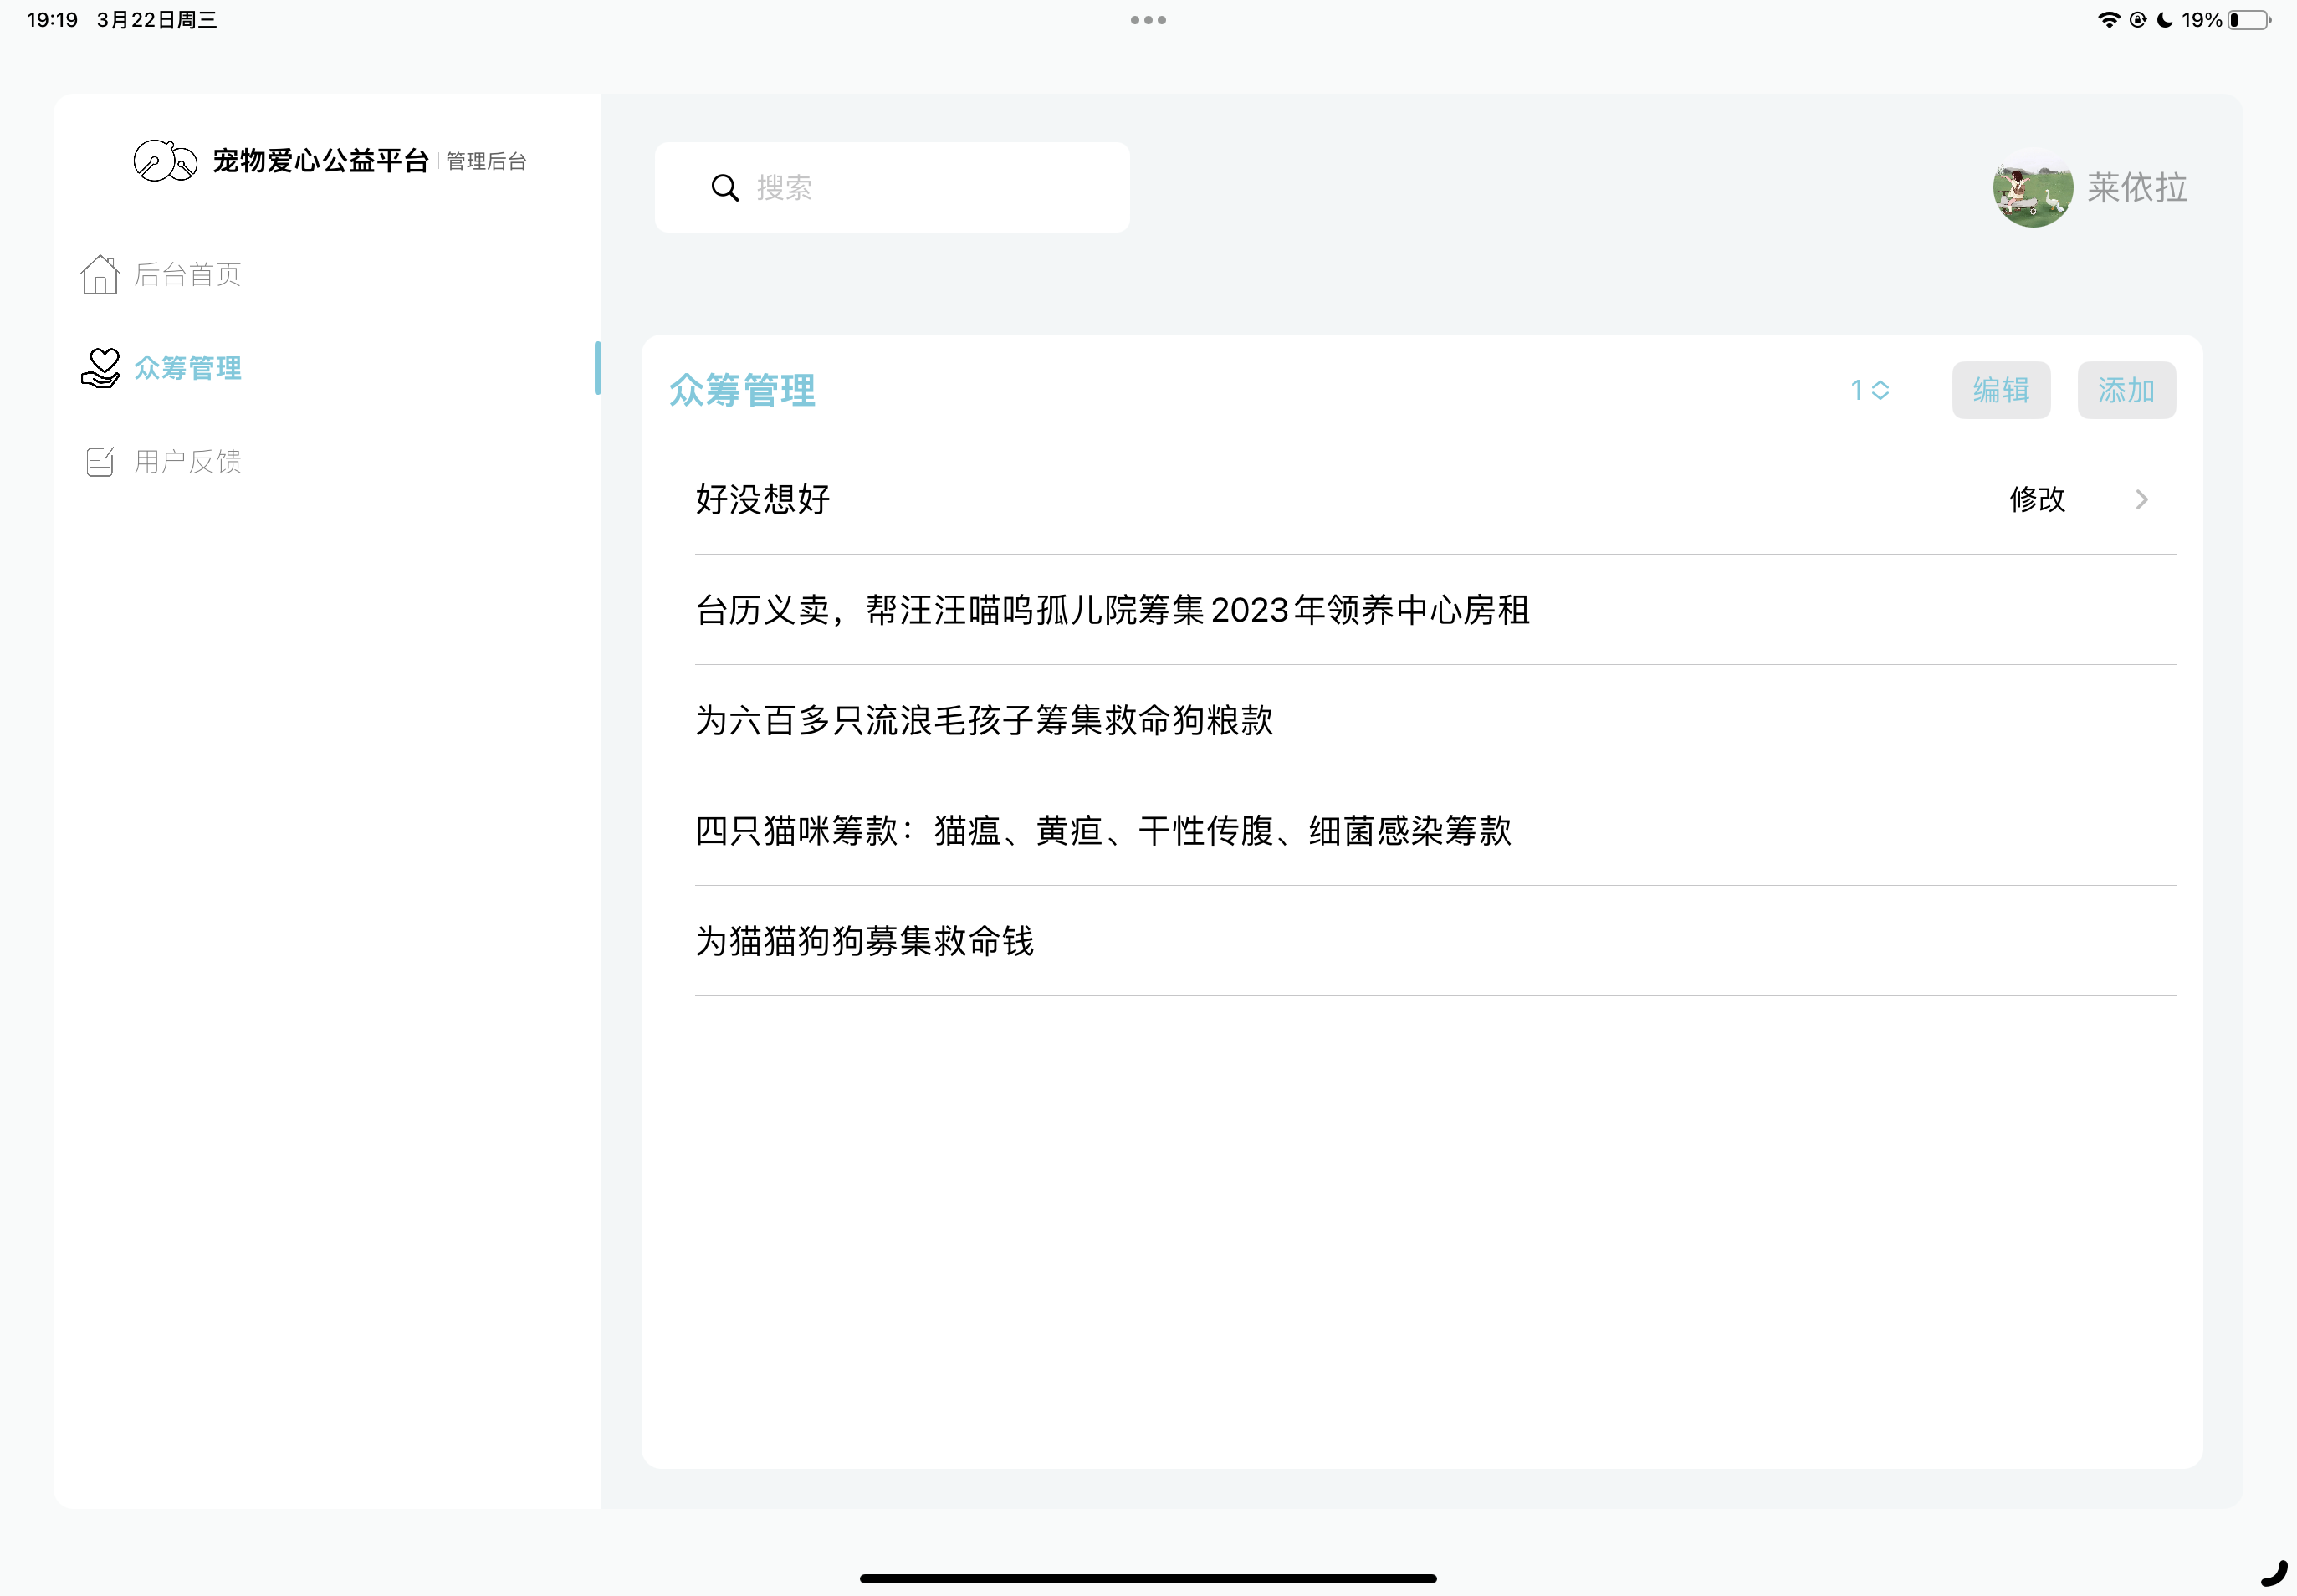 19:19 3月22日周三
19%
宠物爱心公益平台 管理后台
搜索
莱依拉
后台首页
众筹管理
用户反馈
众筹管理
1
编辑
添加
好没想好
修改
台历义卖，帮汪汪喵呜孤儿院筹集2023年领养中心房租
为六百多只流浪毛孩子筹集救命狗粮款
四只猫咪筹款：猫瘟、黄疸、干性传腹、细菌感染筹款
为猫猫狗狗募集救命钱